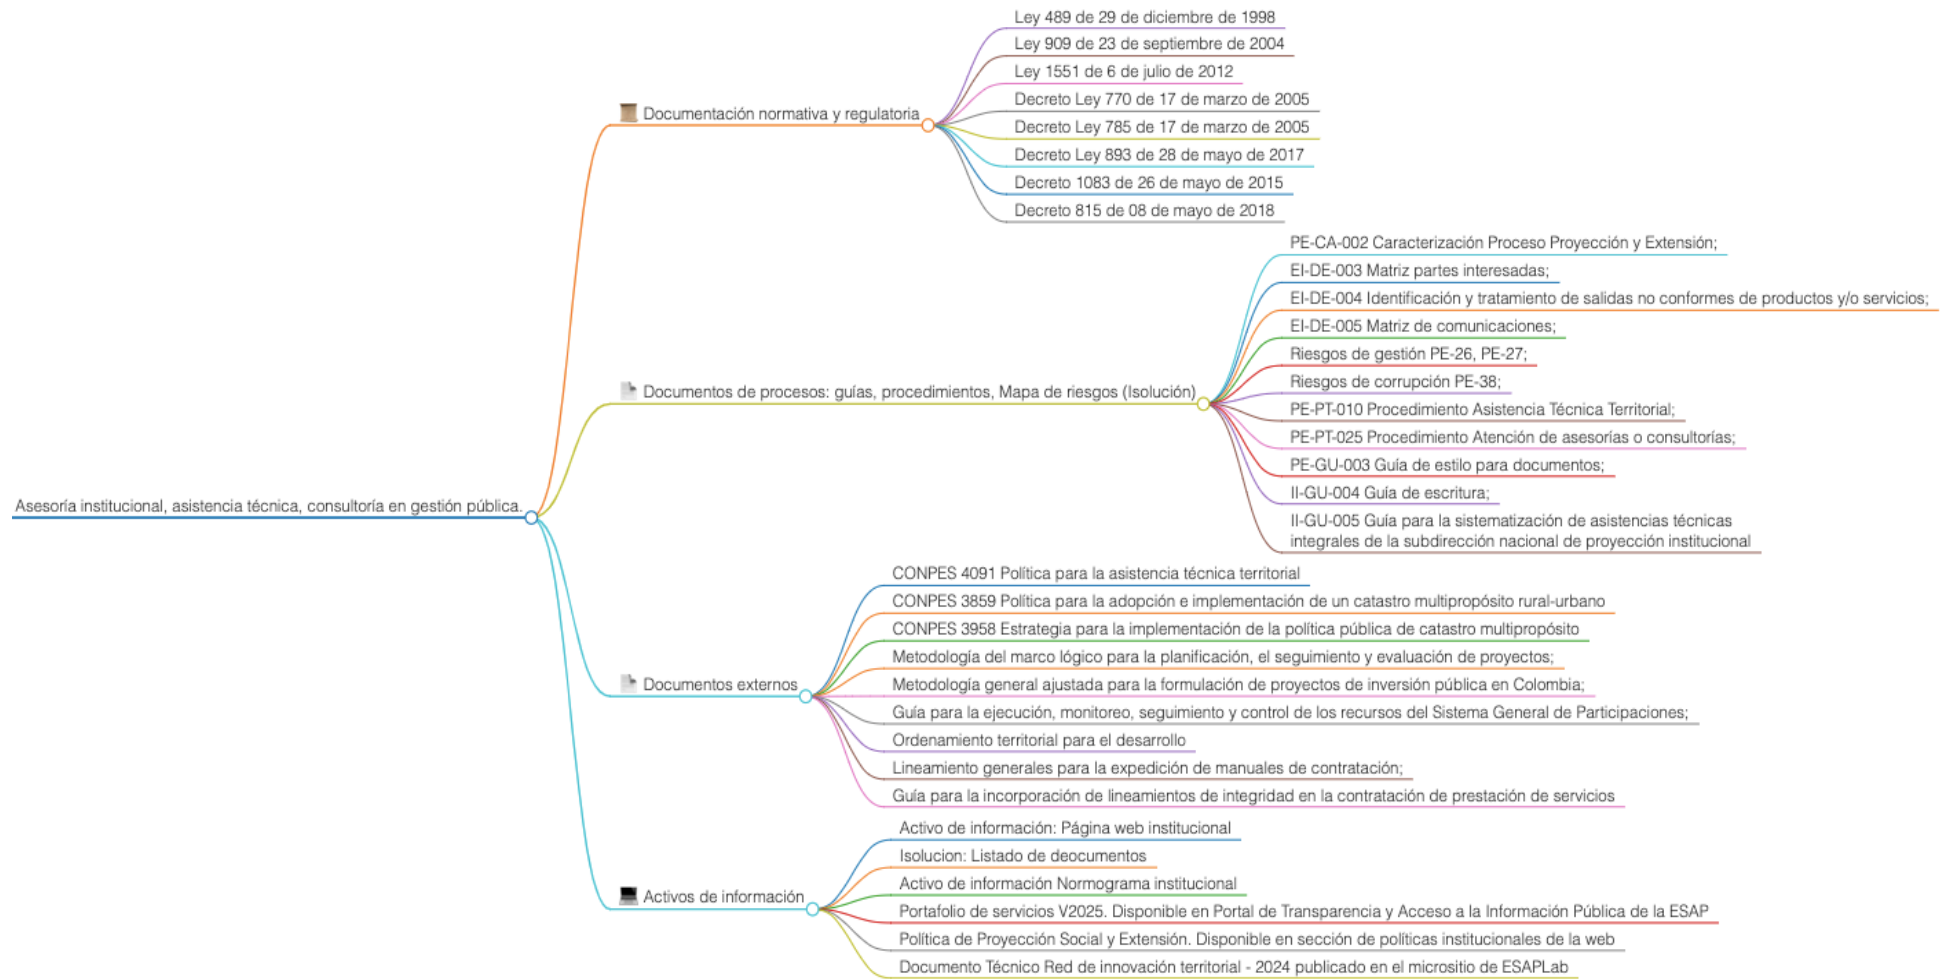 Asesoría institucional, asistencia técnica, consultoría en gestión pública.
Documentación normativa y regulatoria
Ley 489 de 29 de diciembre de 1998
Ley 909 de 23 de septiembre de 2004
Ley 1551 de 6 de julio de 2012
Decreto Ley 770 de 17 de marzo de 2005
Decreto Ley 785 de 17 de marzo de 2005
Decreto Ley 893 de 28 de mayo de 2017
Decreto 1083 de 26 de mayo de 2015
Decreto 815 de 08 de mayo de 2018
Documentos de procesos: guías, procedimientos, Mapa de riesgos (Isolución)
PE-CA-002 Caracterización Proceso Proyección y Extensión;
EI-DE-003 Matriz partes interesadas;
EI-DE-004 Identificación y tratamiento de salidas no conformes de productos y/o servicios;
EI-DE-005 Matriz de comunicaciones;
Riesgos de gestión PE-26, PE-27;
Riesgos de corrupción PE-38;
PE-PT-010 Procedimiento Asistencia Técnica Territorial;
PE-PT-025 Procedimiento Atención de asesorías o consultorías;
PE-GU-003 Guía de estilo para documentos;
II-GU-004 Guía de escritura;
II-GU-005 Guía para la sistematización de asistencias técnicas
integrales de la subdirección nacional de proyección institucional
Documentos externos
CONPES 4091 Política para la asistencia técnica territorial
CONPES 3859 Política para la adopción e implementación de un catastro multipropósito rural-urbano
CONPES 3958 Estrategia para la implementación de la política pública de catastro multipropósito
Metodología del marco lógico para la planificación, el seguimiento y evaluación de proyectos;
Metodología general ajustada para la formulación de proyectos de inversión pública en Colombia;
Guía para la ejecución, monitoreo, seguimiento y control de los recursos del Sistema General de Participaciones;
Ordenamiento territorial para el desarrollo
Lineamiento generales para la expedición de manuales de contratación;
Guía para la incorporación de lineamientos de integridad en la contratación de prestación de servicios
Activos de información
Activo de información: Página web institucional
Isolucion: Listado de deocumentos
Activo de información Normograma institucional
Portafolio de servicios V2025. Disponible en Portal de Transparencia y Acceso a la Información Pública de la ESAP
Política de Proyección Social y Extensión. Disponible en sección de políticas institucionales de la web
Documento Técnico Red de innovación territorial - 2024 publicado en el micrositio de ESAPLab